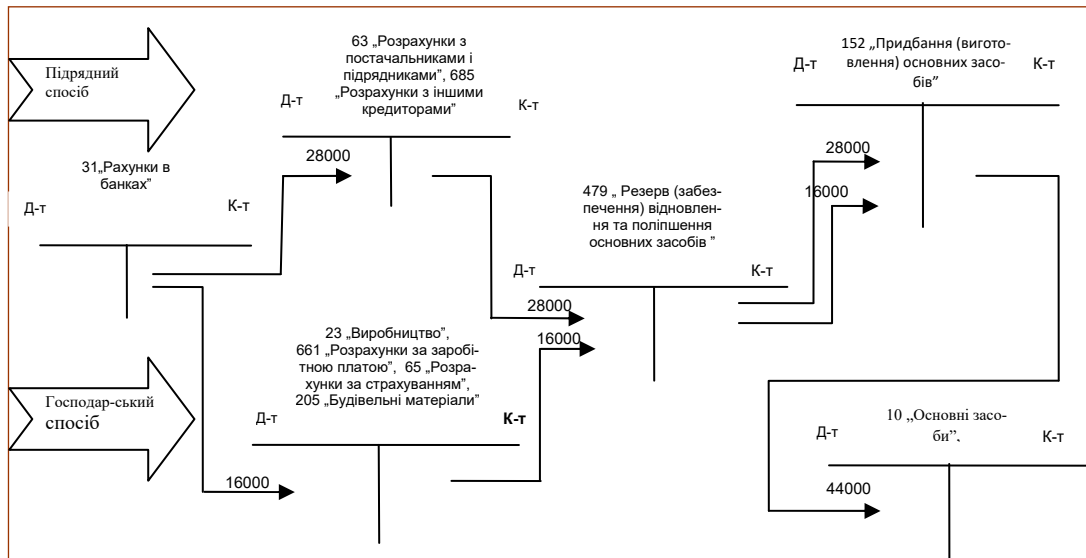 Підрядний
спосіб
63 „Розрахунки з
постачальниками і
підрядниками”, 685
„Розрахунки з іншими
кредиторами”
Д-т
К-т
28000
152 „Придбання (вигото-
влення) основних засо-
бів”
Д-т
К-т
28000
16000
31„Рахунки в
банках”
Д-т
К-т
479 „ Резерв (забез-
печення) відновлен-
ня та поліпшення
основних засобів ”
Д-т
К-т
28000
16000
Господар-ський
спосіб
23 „Виробництво”,
661 „Розрахунки за заробі-
тною платою”, 65 „Розра-
хунки за страхуванням”,
205 „Будівельні матеріали”
Д-т
К-т
16000
10 „Основні засо-
би”,
Д-т
К-т
44000